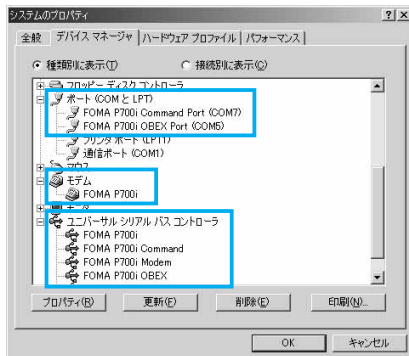 システムのプロパティ
全般 デバイス マネージャ ハードウェア プロファイル パフォーマンス
種類別に表示(T) 接続別に表示(C)
フロッピー ディスク コントローラ
ポート (COM と LPT)
FOMA P700i Command Port (COM7)
FOMA P700i OBEX Port (COM6)
プリンタ ポート (LPT1)
通信ポート (COM1)
マウス
モデム
FOMA P700i
モニタ
ユニバーサル シリアル バス コントローラ
FOMA P700i
FOMA P700i Command
FOMA P700i Modem
FOMA P700i OBEX
プロパティ(R) 更新(F) 削除(E) 印刷(N)...
OK キャンセル